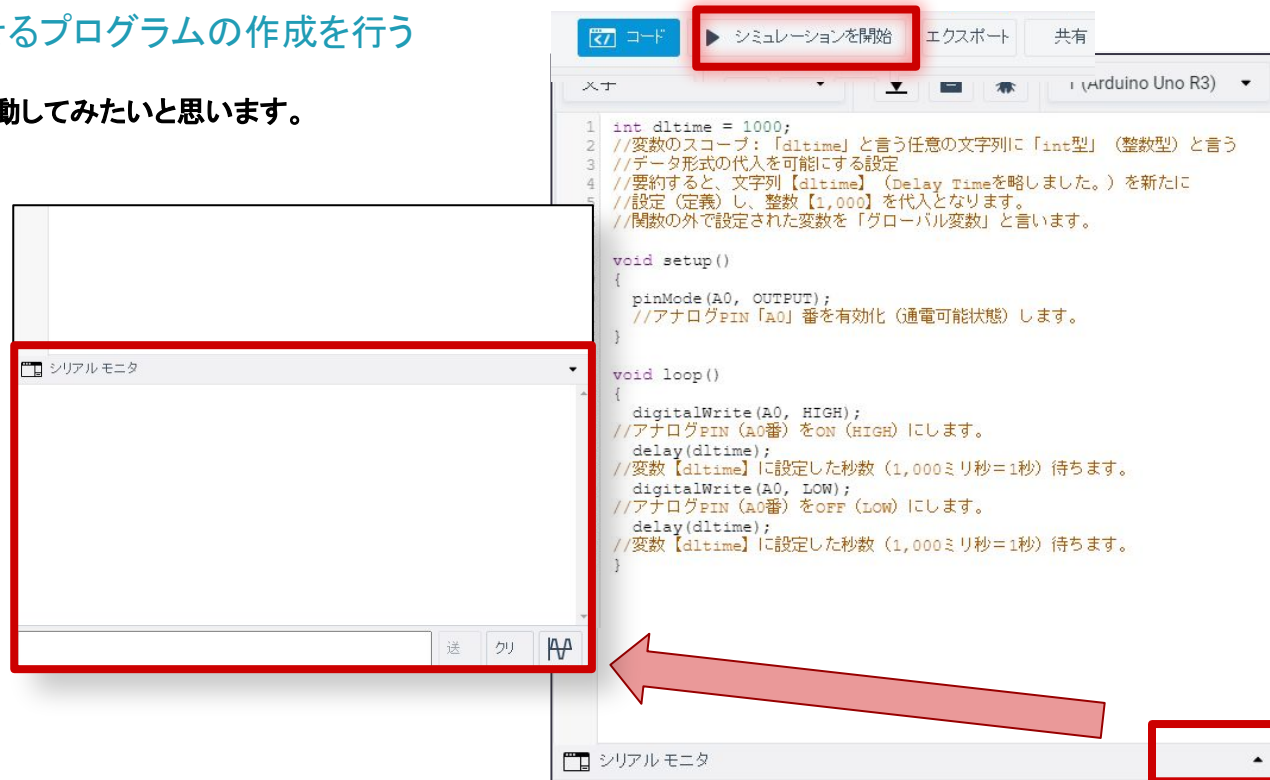 するプログラムの作成を行う
動してみたいと思います。
コード
シミュレーションを開始
エクスポート
共有
文字
1 (Arduino Uno R3)
1 int dltime = 1000;
2 //変数のスコープ：「dltime」と言う任意の文字列に「int型」（整数型）と言う
3 //データ形式の代入を可能にする設定
4 //要約すると、文字列【dltime】（Delay Timeを略しました。）を新たに
5 //設定（定義）し、整数【1,000】を代入となります。
//関数の外で設定された変数を「グローバル変数」と言います。
void setup()
{
pinMode(A0, OUTPUT);
//アナログPIN「A0」番を有効化（通電可能状態）します。
}
void loop()
{
digitalWrite(A0, HIGH);
//アナログPIN（A0番）をON（HIGH）にします。
delay(dltime);
//変数【dltime】に設定した秒数（1,000ミリ秒＝1秒）待ちます。
digitalWrite(A0, LOW);
//アナログPIN（A0番）をOFF（LOW）にします。
delay(dltime);
//変数【dltime】に設定した秒数（1,000ミリ秒＝1秒）待ちます。
}
シリアル モニタ
送
クリ
シリアル モニタ